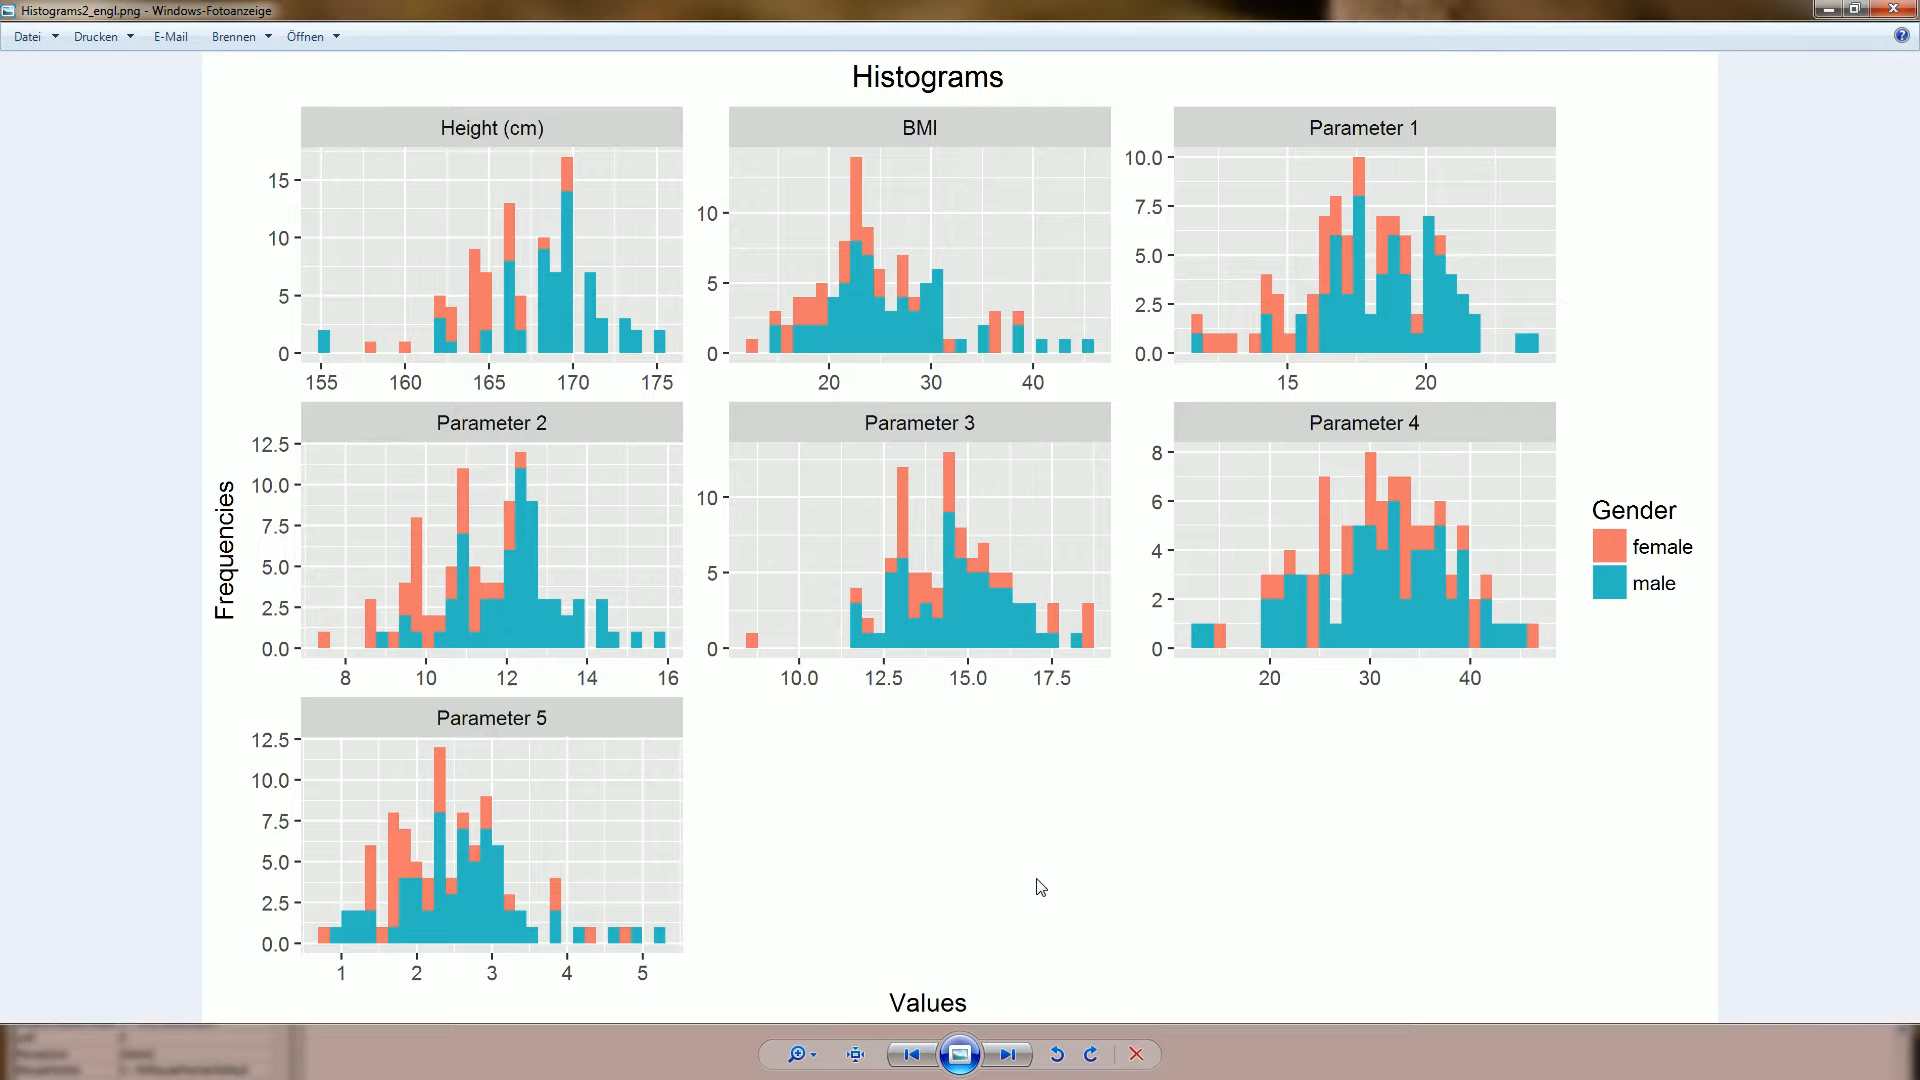 Histograms2_engl.png - Windows-Fotoanzeige
Datei Drucken E-Mail Brennen Öffnen
Histograms
Height (cm) BMI Parameter 1
15
10
5
0
155 160 165 170 175
10
5
0
20 30 40
10.0
7.5
5.0
2.5
0.0
15 20
Parameter 2 Parameter 3 Parameter 4
12.5
10.0
7.5
5.0
2.5
0.0
8 10 12 14 16
10
5
0
10.0 12.5 15.0 17.5
8
6
4
2
0
20 30 40
Frequencies
Gender
female
male
Parameter 5
12.5
10.0
7.5
5.0
2.5
0.0
1 2 3 4 5
Values